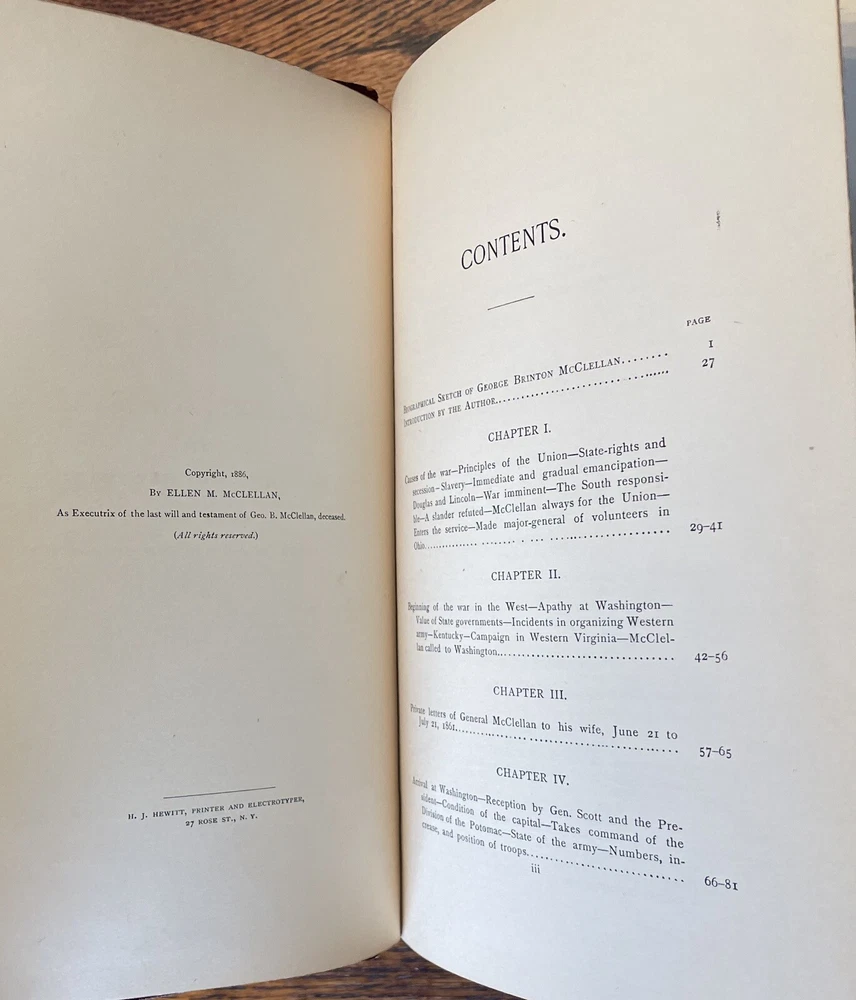 Copyright, 1886,
By ELLEN M. McCLELLAN,
As Executrix of the last will and testament of Geo. B. McClellan, deceased.
(All rights reserved.)
H. J. HEWITT, PRINTER AND ELECTROTYPER,
27 ROSE ST., N. Y.
CONTENTS.
PAGE
Biographical Sketch of George Brinton McClellan........ 1
Introduction by the Author............................ 27
CHAPTER I.
Causes of the war—Principles of the Union—State-rights and
secession—Slavery—Immediate and gradual emancipation—
Douglas and Lincoln—War imminent—The South responsi-
ble—A slander refuted—McClellan always for the Union—
Enters the service—Made major-general of volunteers in
Ohio........................................ 29-41
CHAPTER II.
Beginning of the war in the West—Apathy at Washington—
Value of State governments—Incidents in organizing Western
army—Kentucky—Campaign in Western Virginia—McClel-
lan called to Washington.................................. 42-56
CHAPTER III.
Private letters of General McClellan to his wife, June 21 to
July 21, 1861........................................ 57-65
CHAPTER IV.
Arrival at Washington—Reception by Gen. Scott and the Pre-
sident—Condition of the capital—Takes command of the
Division of the Potomac—State of the army—Numbers, in-
crease, and position of troops............................ 66-81
iii